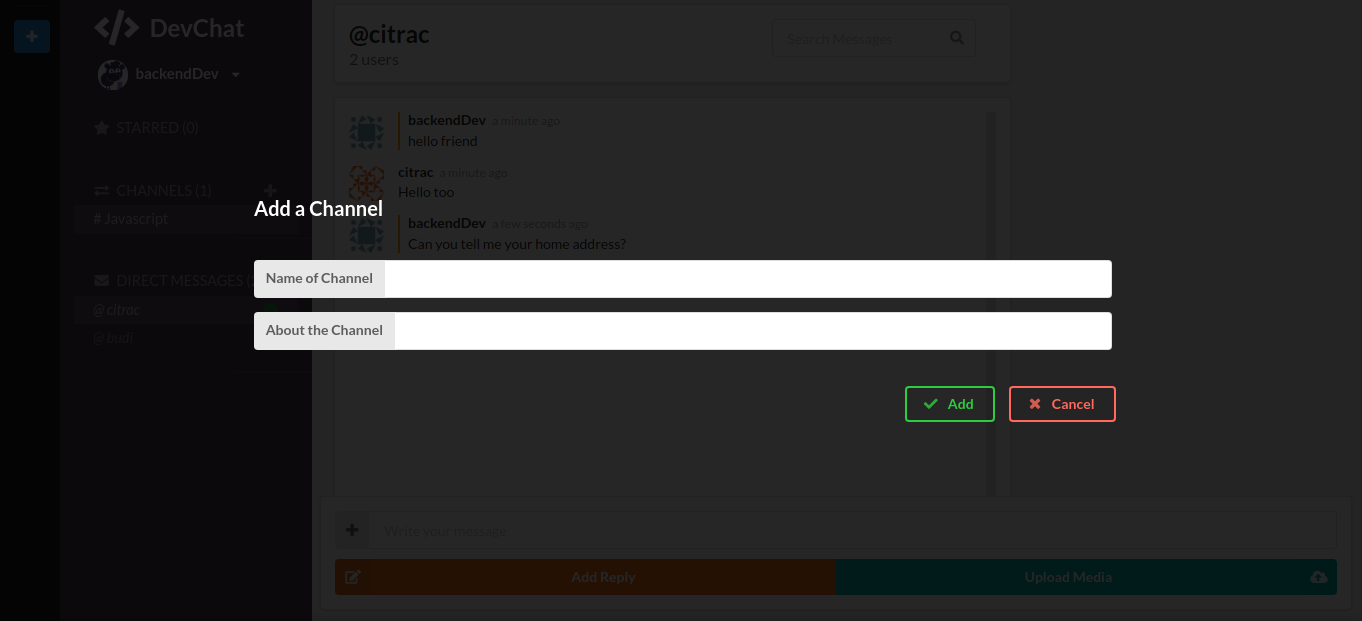 DevChat
backendDev
STARRED (0)
CHANNELS (1)
# Javascript
DIRECT MESSAGES (
@ citrac
@ budi
@citrac
2 users
Search Messages
backendDev a minute ago
hello friend
citrac a minute ago
Hello too
backendDev a few seconds ago
Can you tell me your home address?
Add a Channel
Name of Channel
About the Channel
Add
Cancel
Write your message
Add Reply
Upload Media